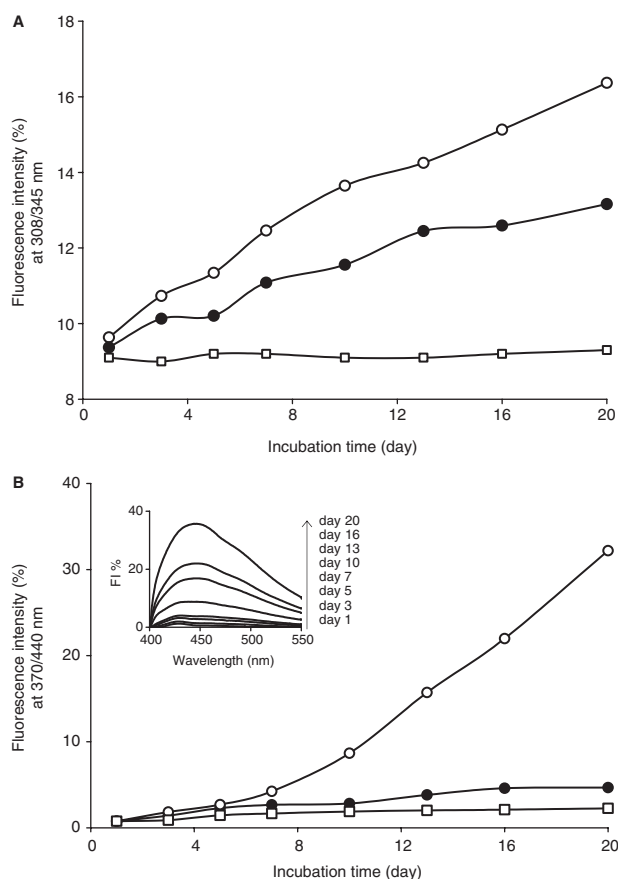 A
18
16
14
12
10
8
0
4
8
12
16
20
Fluorescence intensity (%)
at 308/345 nm
Incubation time (day)
B
40
30
20
10
0
0
4
8
12
16
20
Fluorescence intensity (%)
at 370/440 nm
Incubation time (day)
40
20
0
FI %
400
450
500
550
Wavelength (nm)
day 20
day 16
day 13
day 10
day 7
day 5
day 3
day 1